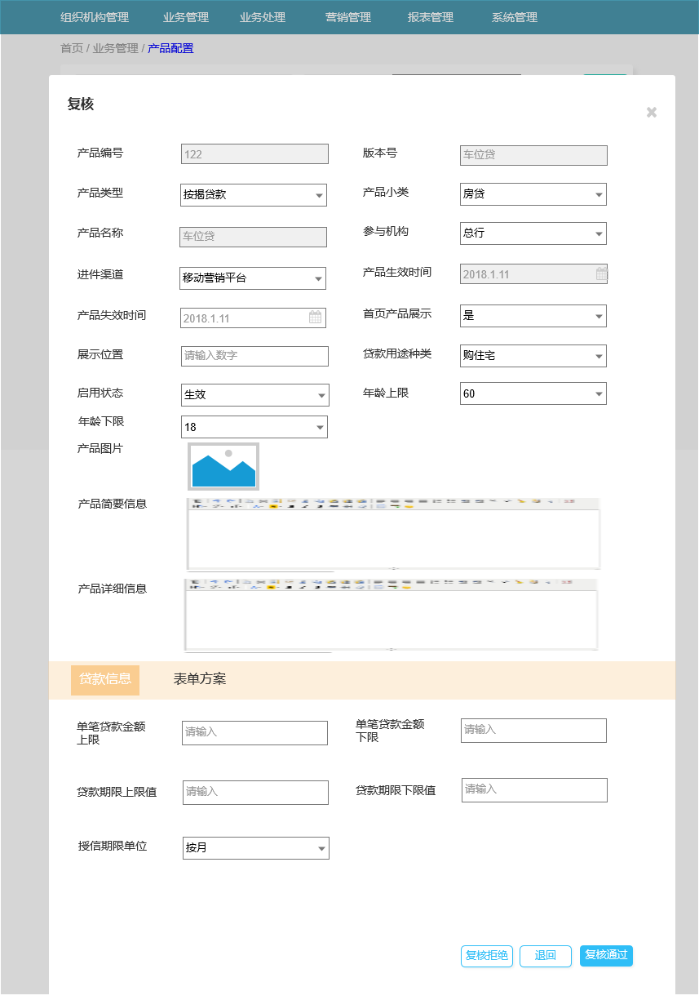 组织机构管理 业务管理 业务处理 营销管理 报表管理 系统管理
首页 / 业务管理 / 产品配置
复核
产品编号 122 版本号 车位贷
产品类型 按揭贷款 产品小类 房贷
产品名称 车位贷 参与机构 总行
进件渠道 移动营销平台 产品生效时间 2018.1.11
产品失效时间 2018.1.11 首页产品展示 是
展示位置 请输入数字 贷款用途种类 购住宅
启用状态 生效 年龄上限 60
年龄下限 18
产品图片
产品简要信息
产品详细信息
贷款信息 表单方案
单笔贷款金额
上限 请输入 单笔贷款金额
下限 请输入
贷款期限上限值 请输入 贷款期限下限值 请输入
授信期限单位 按月
复核拒绝 退回 复核通过